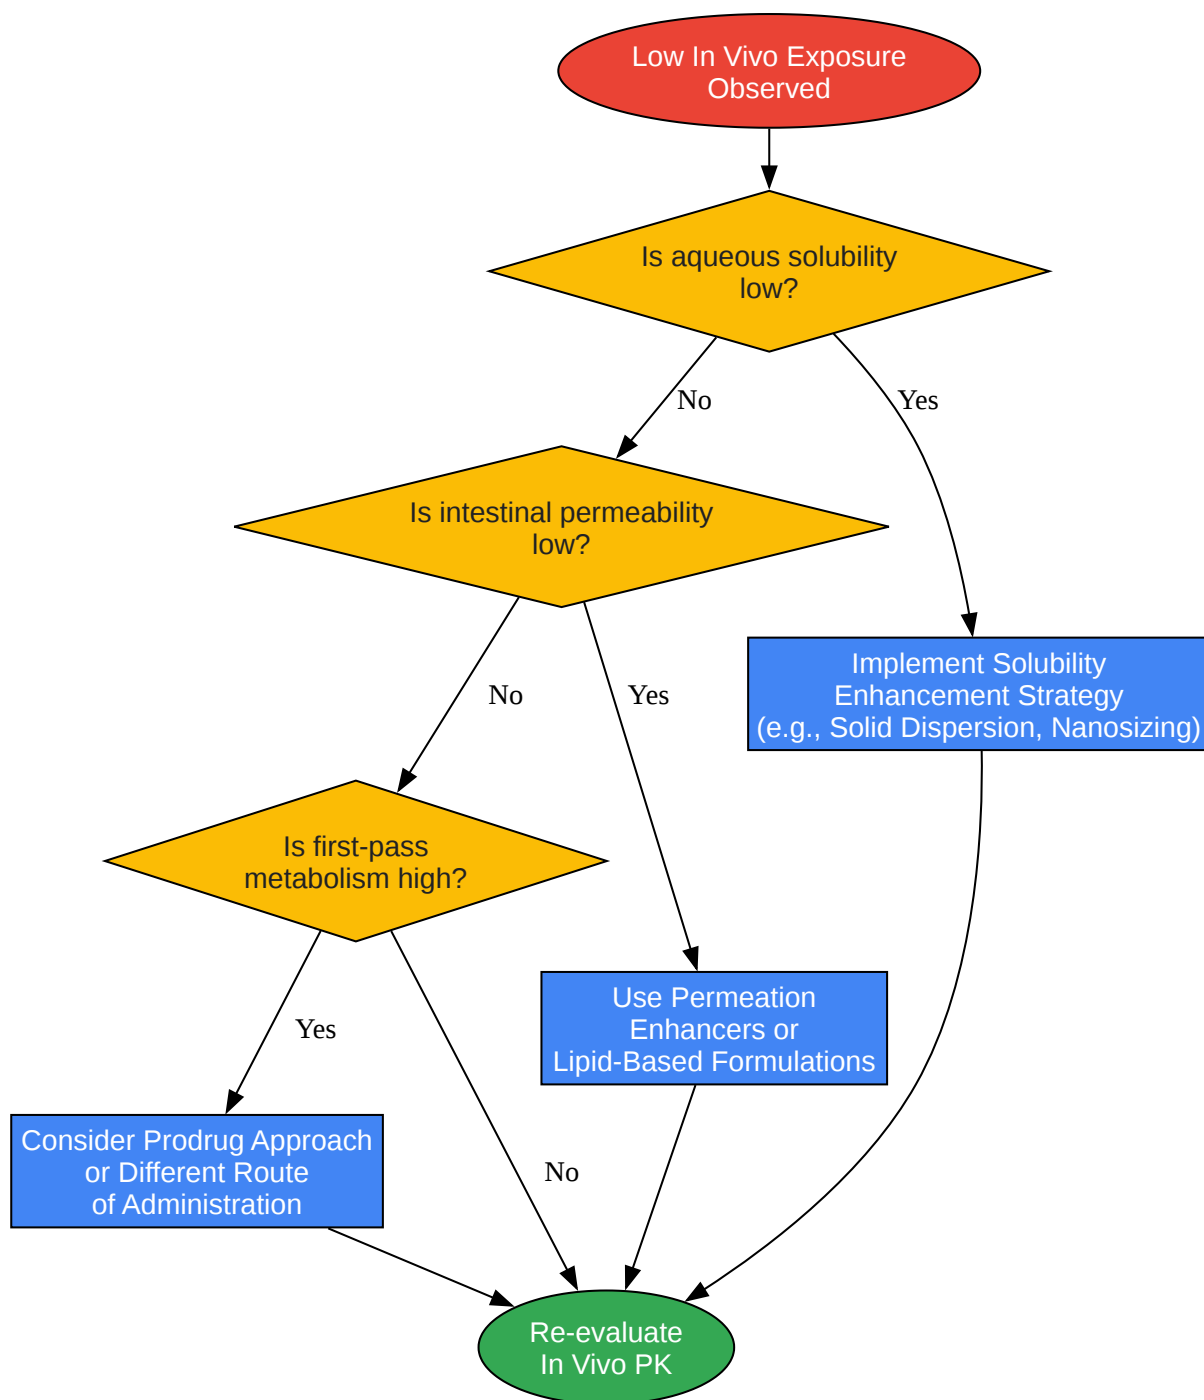 Low In Vivo Exposure
Observed
Is aqueous solubility
low?
No
Yes
Is intestinal permeability
low?
No
Yes
Implement Solubility
Enhancement Strategy
(e.g., Solid Dispersion, Nanosizing)
Is first-pass
metabolism high?
Yes
No
Use Permeation
Enhancers or
Lipid-Based Formulations
Consider Prodrug Approach
or Different Route
of Administration
Re-evaluate
In Vivo PK